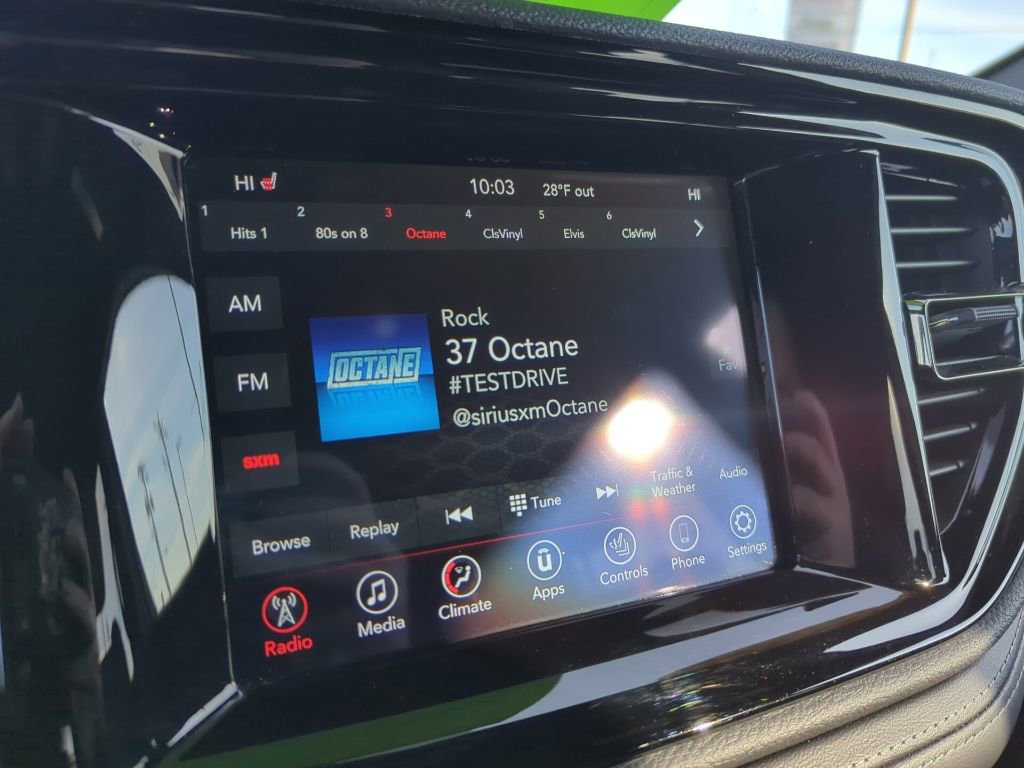 HI 10:03 28°F out HI
1 2 3 4 5 6
Hits 1 80s on 8 Octane ClsVinyl Elvis ClsVinyl
AM
FM
sxm
OCTANE
Rock
37 Octane
#TESTDRIVE
@siriusxmOctane
Fav
Browse Replay Tune Traffic & Weather Audio
Radio Media Climate Apps Controls Phone Settings